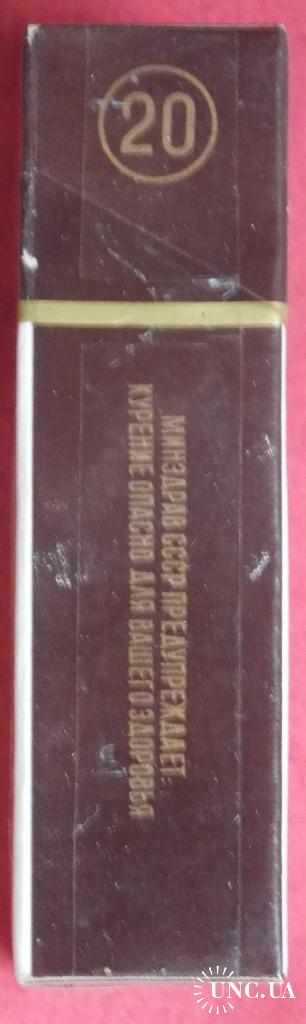 20
МИНЗДРАВ СССР ПРЕДУПРЕЖДАЕТ:
КУРЕНИЕ ОПАСНО ДЛЯ ВАШЕГО ЗДОРОВЬЯ
UNC.UA